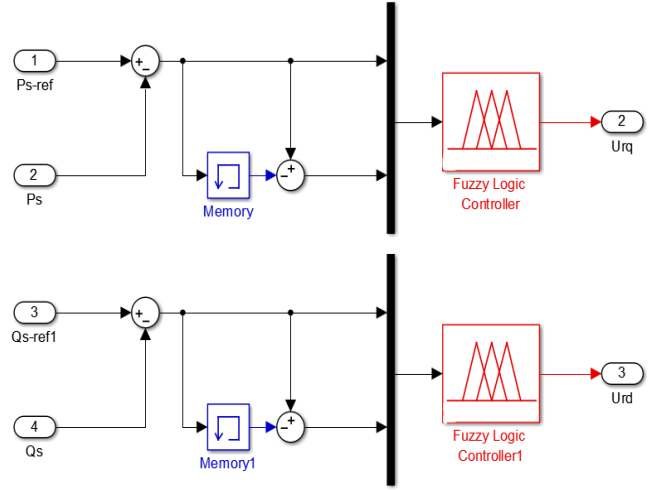 1
+
−
Ps-ref
2
Ps
Memory
−
+
Fuzzy Logic
Controller
2
Urq
3
+
−
Qs-ref1
4
Qs
Memory1
−
+
Fuzzy Logic
Controller1
3
Urd